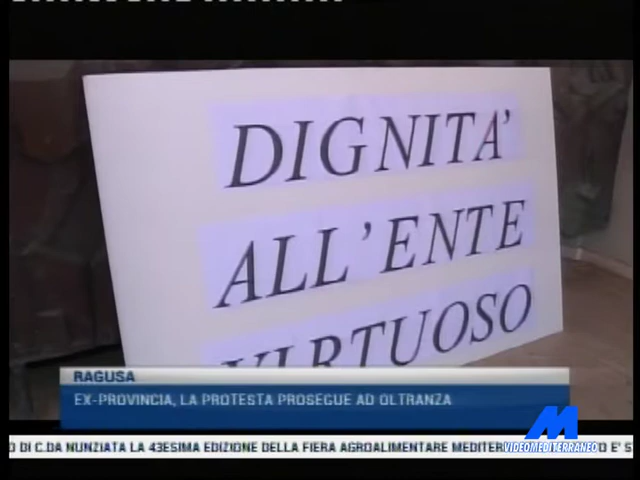 DIGNITA'
ALL'ENTE
VIRTUOSO
RAGUSA
EX-PROVINCIA, LA PROTESTA PROSEGUE AD OLTRANZA
M
VIDEOMEDITERRANEO
O DI C.DA NUNZIATA LA 43ESIMA EDIZIONE DELLA FIERA AGROALIMENTARE MEDITER O E' S